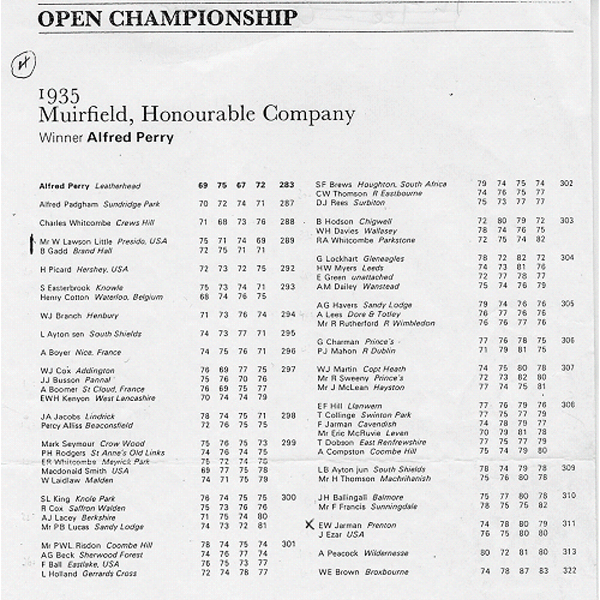 OPEN CHAMPIONSHIP
1935
Muirfield, Honourable Company
Winner Alfred Perry
Alfred Perry Leatherhead 69 75 67 72 283
Alfred Padgham Sundridge Park 70 72 74 71 287
Charles Whitcombe Crews Hill 71 68 73 76 288
Mr W Lawson Little Presido, USA 75 71 74 69 289
B Gadd Brand Hall 72 75 71 71
H Picard Hershey, USA 72 73 72 75 292
S Easterbrook Knowle 75 73 74 71 293
Henry Cotton Waterloo, Belgium 68 74 76 75
WJ Branch Henbury 71 73 76 74 294
L Ayton sen South Shields 74 73 77 71 295
A Boyer Nice, France 74 75 76 71 296
WJ Cox Addington 76 69 77 75 297
JJ Busson Pannal 75 76 70 76
A Boomer St Cloud, France 76 69 75 77
EWH Kenyon West Lancashire 70 74 74 79
JA Jacobs Lindrick 78 74 75 71 298
Percy Alliss Beaconsfield 72 76 75 75
Mark Seymour Crow Wood 75 76 75 73 299
PH Rodgers St Anne's Old Links 74 76 74 75
ER Whitcombe Meyrick Park 75 72 74 78
Macdonald Smith USA 69 77 75 78
W Laidlaw Malden 74 71 75 79
SL King Knole Park 76 74 75 75 300
R Cox Saffron Walden 75 73 76 76
AJ Lacey Berkshire 71 75 74 80
Mr PB Lucas Sandy Lodge 74 73 72 81
Mr PWL Risdon Coombe Hill 78 74 75 74 301
AG Beck Sherwood Forest 74 76 77 74
F Ball Eastlake, USA 76 75 73 77
L Holland Gerrards Cross 72 74 78 77
SF Brews Houghton, South Africa 79 74 75 74 302
CW Thomson R Eastbourne 74 76 75 77
DJ Rees Surbiton 75 73 77 77
B Hodson Chigwell 72 80 79 72 303
WH Davies Wallasey 78 74 76 75
RA Whitcombe Parkstone 72 75 74 82
G Lockhart Gleneagles 78 72 82 72 304
HW Myers Leeds 74 73 81 76
E Green unattached 72 77 78 77
AM Dailey Wanstead 75 74 76 79
AG Havers Sandy Lodge 79 74 76 76 305
A Lees Dore & Totley 76 76 77 76
Mr R Rutherford R Wimbledon 76 76 77 76
G Charman Prince's 77 76 78 75 306
PJ Mahon R Dublin 71 79 81 75
WJ Martin Copt Heath 74 75 80 78 307
Mr R Sweeny Prince's 72 73 82 80
Mr J McLean Hayston 77 74 75 81
EF Hill Llanwern 77 76 79 76 308
T Collinge Swinton Park 77 75 77 79
F Jarman Cavendish 74 78 79 77
Mr Eric McRuvie Leven 70 79 81 78
T Dobson East Renfrewshire 77 75 77 79
A Compston Coombe Hill 75 74 79 80
LB Ayton jun South Shields 78 74 79 78 309
Mr H Thomson Machrihanish 75 76 80 78
JH Ballingall Balmore 75 77 80 78 310
Mr F Francis Sunningdale 78 75 75 82
X EW Jarman Prenton 74 78 80 79 311
J Ezar USA 76 75 80 80
A Peacock Wildernesse 80 72 81 80 313
WE Brown Broxbourne 74 78 87 83 322